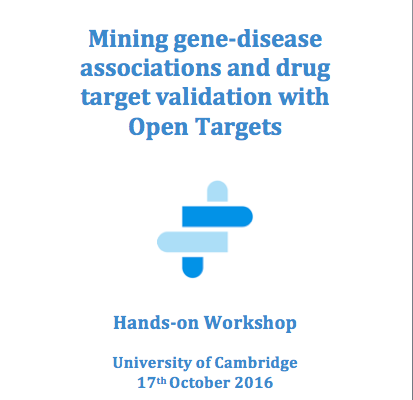 Mining gene-disease
associations and drug
target validation with
Open Targets
Hands-on Workshop
University of Cambridge
17th October 2016